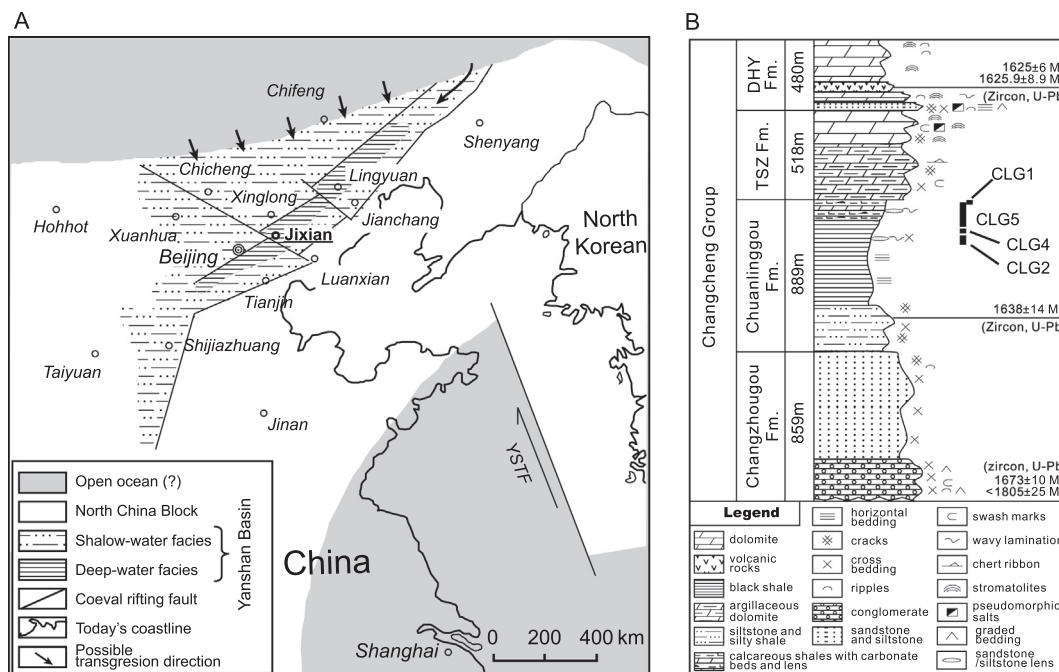 A
Chifeng
Shenyang
Chicheng
Lingyuan
Xinglong
Jianchang
Hohhot
Xuanhua
Jixian
North
Korean
Beijing
Luanxian
Tianjin
Shijiazhuang
Taiyuan
Jinan
YSTF
China
Shanghai
0 200 400 km
Open ocean (?)
North China Block
Shalow-water facies
Deep-water facies
Yanshan Basin
Coeval rifting fault
Today's coastline
Possible
transgresion direction
B
Changcheng Group
DHY
Fm.
480m
1625±6 M
1625.9±8.9 M
(Zircon, U-Pb
TSZ Fm.
518m
CLG1
CLG5
CLG4
CLG2
Chuanlinggou
Fm.
889m
1638±14 M
(Zircon, U-Pb
Changzhougou
Fm.
859m
(zircon, U-Pb
1673±10 M
<1805±25 M
Legend
dolomite
volcanic
rocks
black shale
argillaceous
dolomite
siltstone and
silty shale
calcareous shales with carbonate
beds and lens
horizontal
bedding
cracks
cross
bedding
ripples
conglomerate
sandstone
and siltstone
swash marks
wavy lamination
chert ribbon
stromatolites
pseudomorphic
salts
graded
bedding
sandstone
/siltstone lens